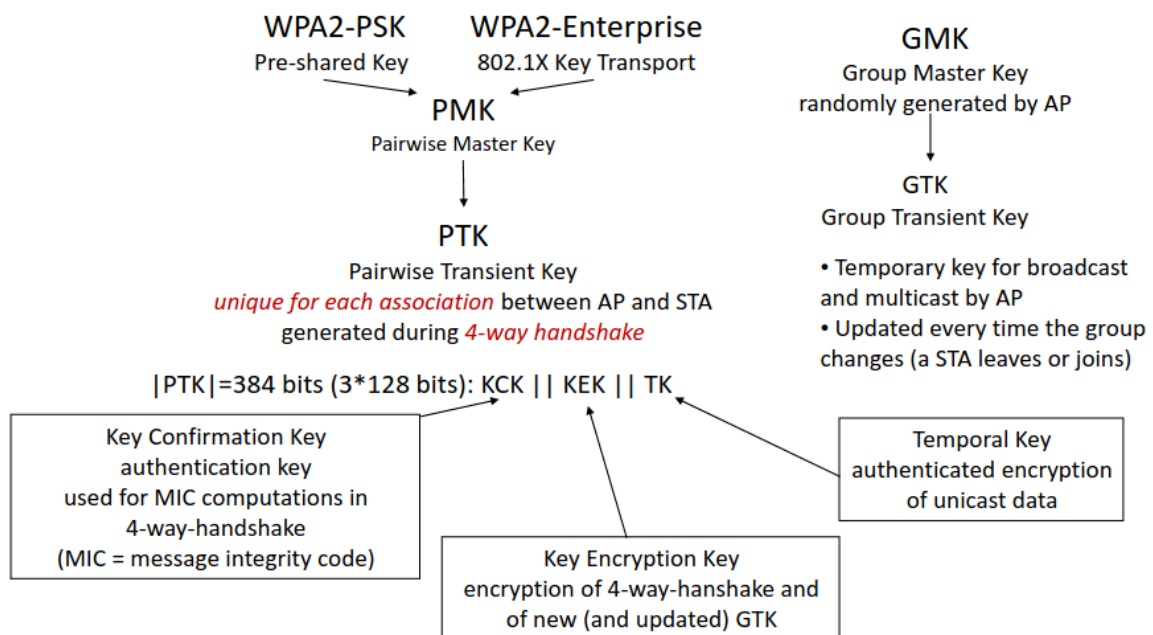 WPA2-PSK
Pre-shared Key
WPA2-Enterprise
802.1X Key Transport
PMK
Pairwise Master Key
PTK
Pairwise Transient Key
unique for each association between AP and STA
generated during 4-way handshake
|PTK|=384 bits (3*128 bits): KCK || KEK || TK
Key Confirmation Key
authentication key
used for MIC computations in
4-way-handshake
(MIC = message integrity code)
Key Encryption Key
encryption of 4-way-hanshake and
of new (and updated) GTK
Temporal Key
authenticated encryption
of unicast data
GMK
Group Master Key
randomly generated by AP
GTK
Group Transient Key
• Temporary key for broadcast
and multicast by AP
• Updated every time the group
changes (a STA leaves or joins)